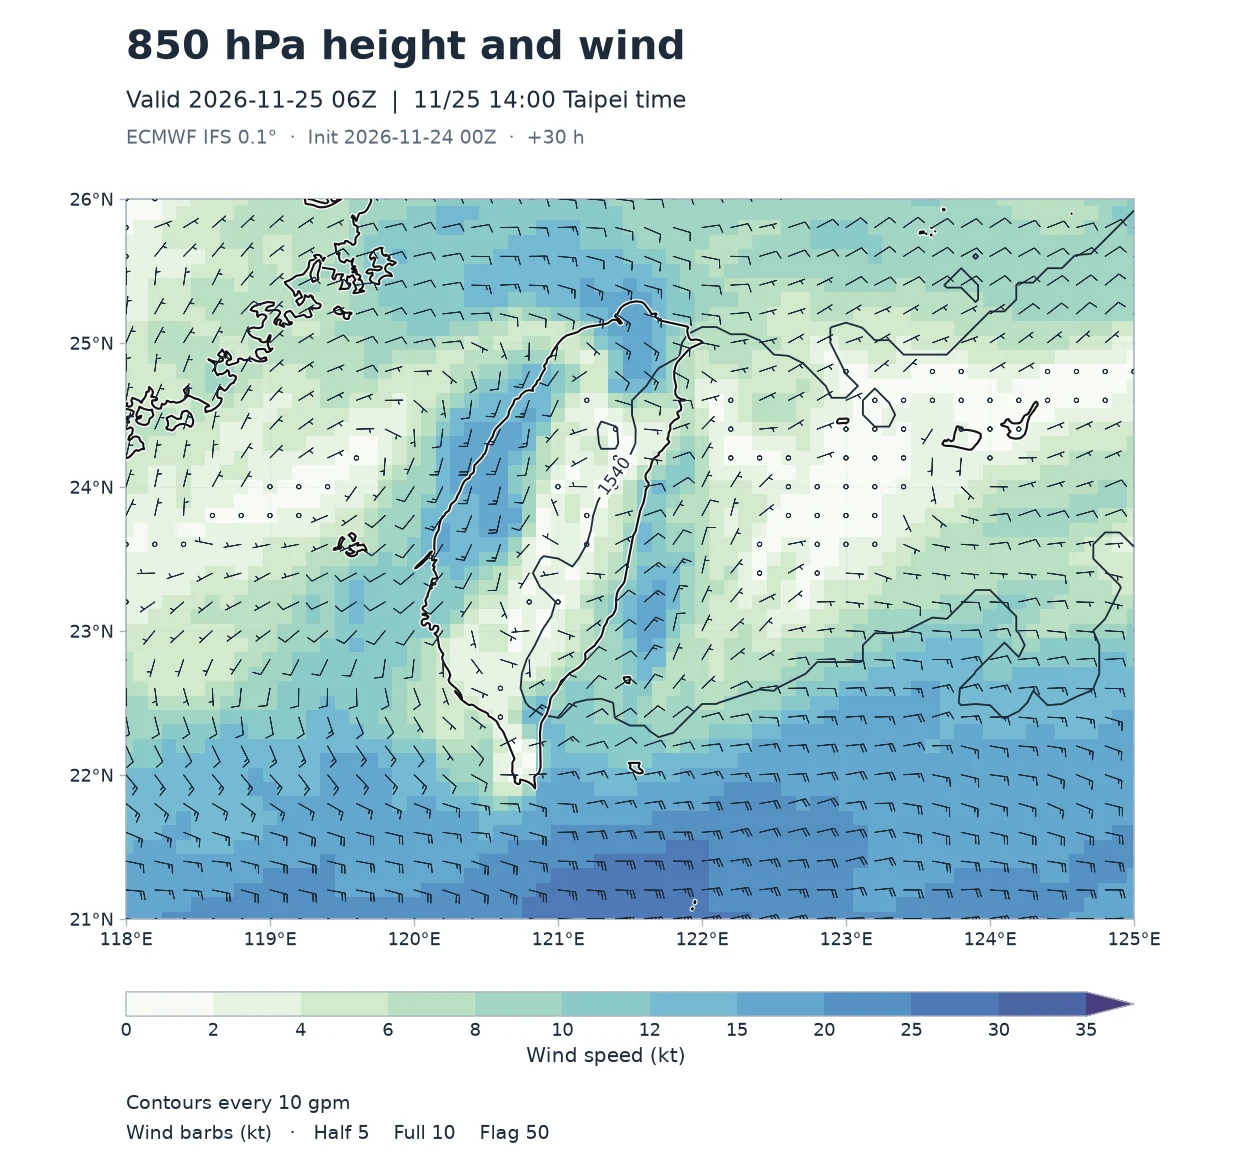 850 hPa height and wind
Valid 2026-11-25 06Z | 11/25 14:00 Taipei time
ECMWF IFS 0.1° · Init 2026-11-24 00Z · +30 h
26°N
25°N
24°N
23°N
22°N
21°N
1540
118°E 119°E 120°E 121°E 122°E 123°E 124°E 125°E
0 2 4 6 8 10 12 15 20 25 30 35
Wind speed (kt)
Contours every 10 gpm
Wind barbs (kt) · Half 5 Full 10 Flag 50